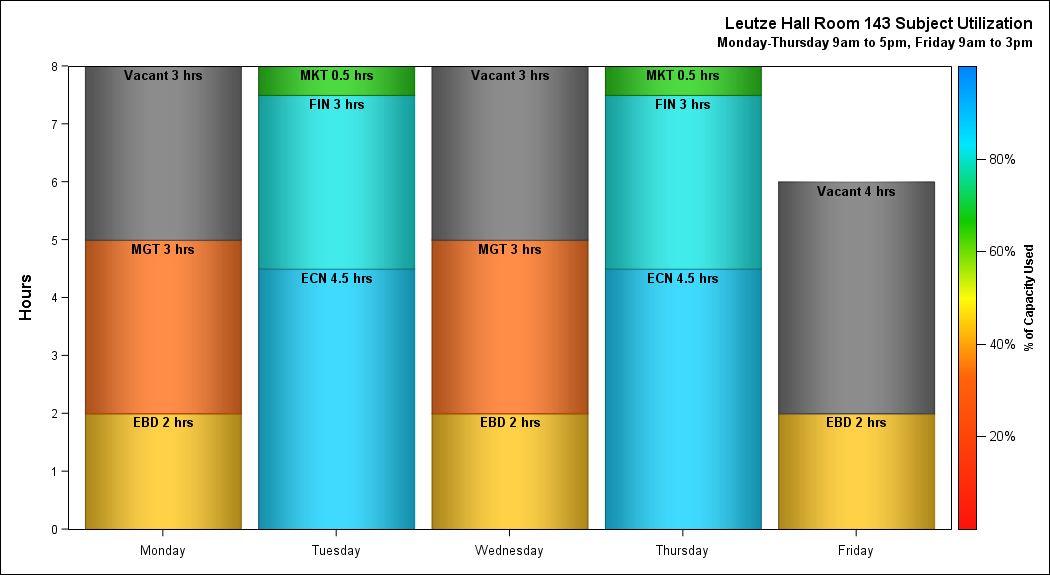 Leutze Hall Room 143 Subject Utilization
Monday-Thursday 9am to 5pm, Friday 9am to 3pm
Hours
8
7
6
5
4
3
2
1
0
Vacant 3 hrs
MGT 3 hrs
EBD 2 hrs
MKT 0.5 hrs
FIN 3 hrs
ECN 4.5 hrs
Vacant 3 hrs
MGT 3 hrs
EBD 2 hrs
MKT 0.5 hrs
FIN 3 hrs
ECN 4.5 hrs
Vacant 4 hrs
EBD 2 hrs
Monday
Tuesday
Wednesday
Thursday
Friday
80%
60%
40%
20%
% of Capacity Used